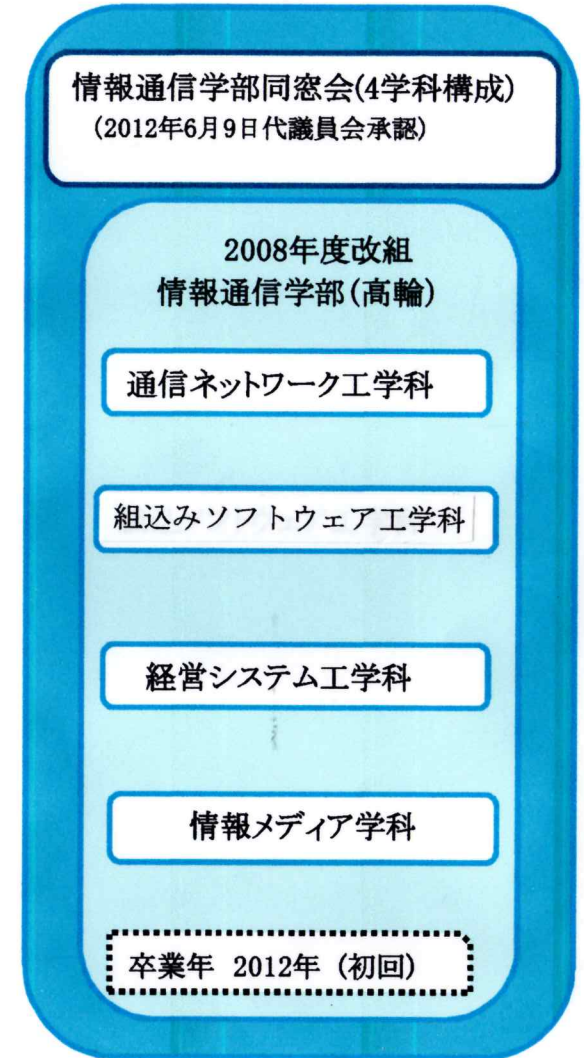 情報通信学部同窓会(4学科構成)
(2012年6月9日代議員会承認)
2008年度改組
情報通信学部(高輪)
通信ネットワーク工学科
組込みソフトウェア工学科
経営システム工学科
情報メディア学科
卒業年 2012年 (初回)